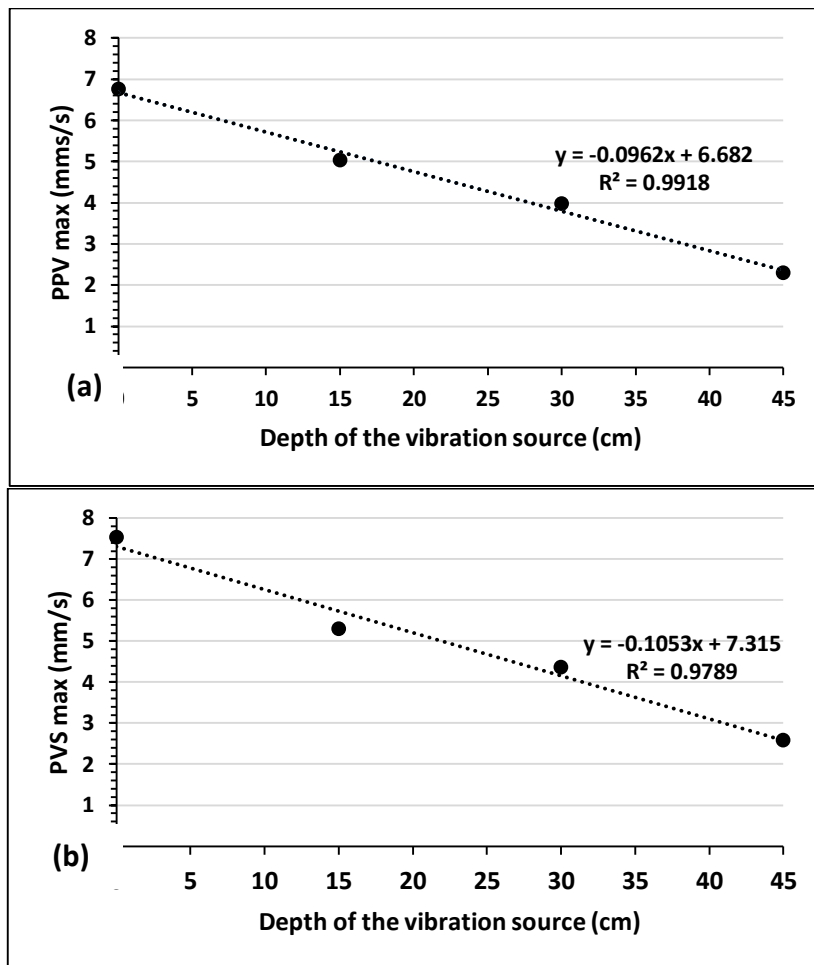 8
7
6
5
4
3
2
1
PPV max (mms/s)
y = -0.0962x + 6.682
R² = 0.9918
(a)
5 10 15 20 25 30 35 40 45
Depth of the vibration source (cm)
8
7
6
5
4
3
2
1
PVS max (mm/s)
y = -0.1053x + 7.315
R² = 0.9789
(b)
5 10 15 20 25 30 35 40 45
Depth of the vibration source (cm)